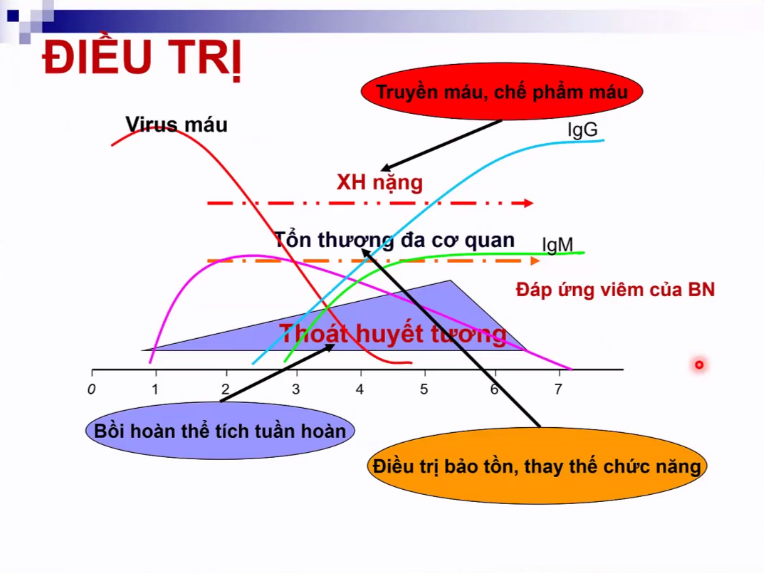 ĐIỀU TRỊ
Truyền máu, chế phẩm máu
Virus máu
IgG
XH nặng
Tổn thương đa cơ quan
IgM
Đáp ứng viêm của BN
Thoát huyết tương
0 1 2 3 4 5 6 7
Bồi hoàn thể tích tuần hoàn
Điều trị bảo tồn, thay thế chức năng